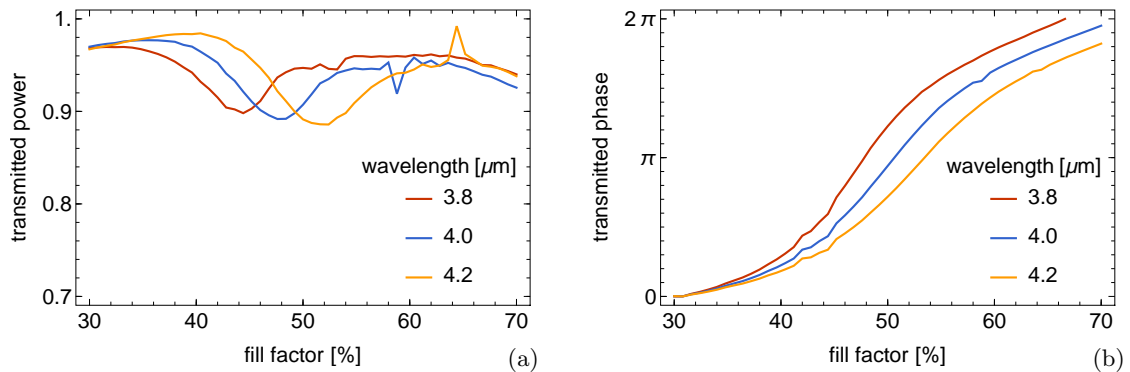 1.
0.9
0.8
0.7
transmitted power
wavelength [μm]
3.8
4.0
4.2
30 40 50 60 70
fill factor [%]
(a)
2 π
π
0
transmitted phase
wavelength [μm]
3.8
4.0
4.2
30 40 50 60 70
fill factor [%]
(b)